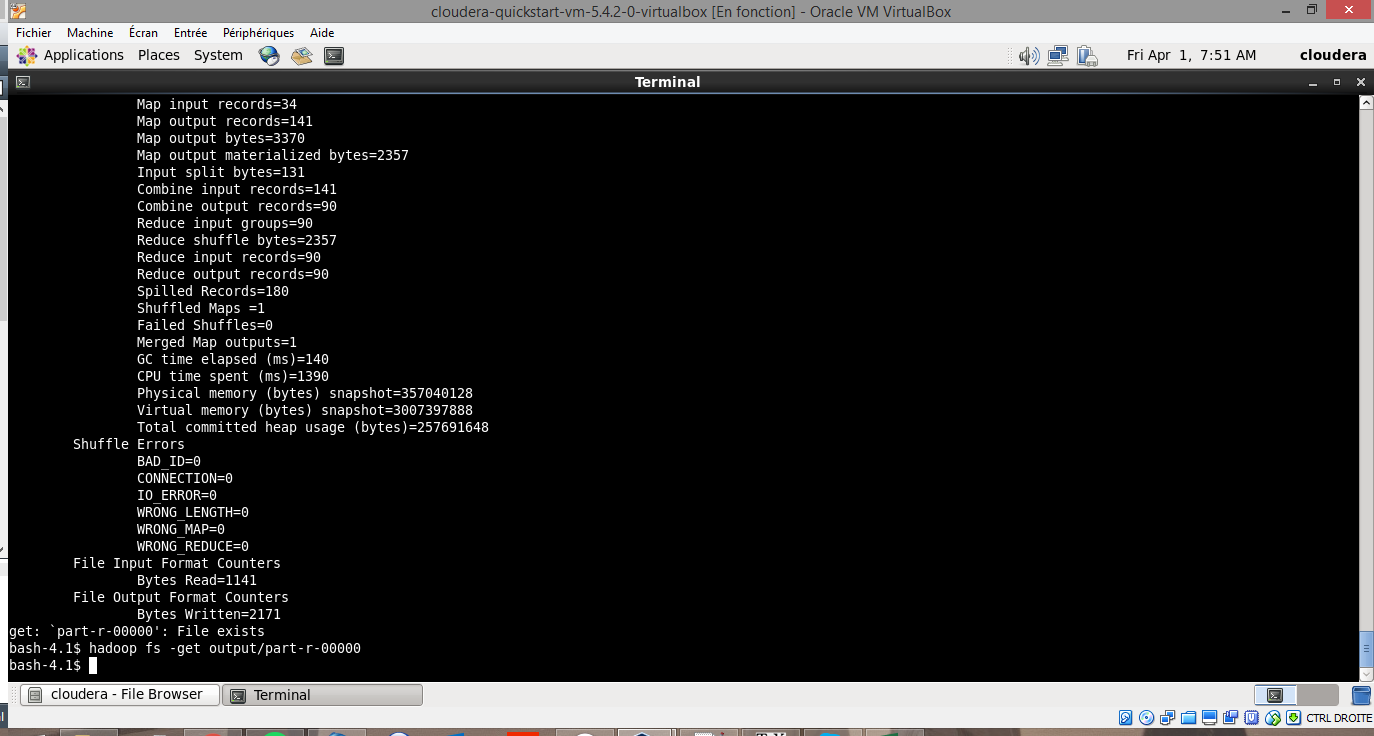 cloudera-quickstart-vm-5.4.2-0-virtualbox [En fonction] - Oracle VM VirtualBox
Fichier Machine Écran Entrée Périphériques Aide
Applications Places System Fri Apr 1, 7:51 AM cloudera
Terminal
Map input records=34
Map output records=141
Map output bytes=3370
Map output materialized bytes=2357
Input split bytes=131
Combine input records=141
Combine output records=90
Reduce input groups=90
Reduce shuffle bytes=2357
Reduce input records=90
Reduce output records=90
Spilled Records=180
Shuffled Maps =1
Failed Shuffles=0
Merged Map outputs=1
GC time elapsed (ms)=140
CPU time spent (ms)=1390
Physical memory (bytes) snapshot=357040128
Virtual memory (bytes) snapshot=3007397888
Total committed heap usage (bytes)=257691648
Shuffle Errors
BAD_ID=0
CONNECTION=0
IO_ERROR=0
WRONG_LENGTH=0
WRONG_MAP=0
WRONG_REDUCE=0
File Input Format Counters
Bytes Read=1141
File Output Format Counters
Bytes Written=2171
get: `part-r-00000': File exists
bash-4.1$ hadoop fs -get output/part-r-00000
bash-4.1$
cloudera - File Browser Terminal
CTRL DROITE